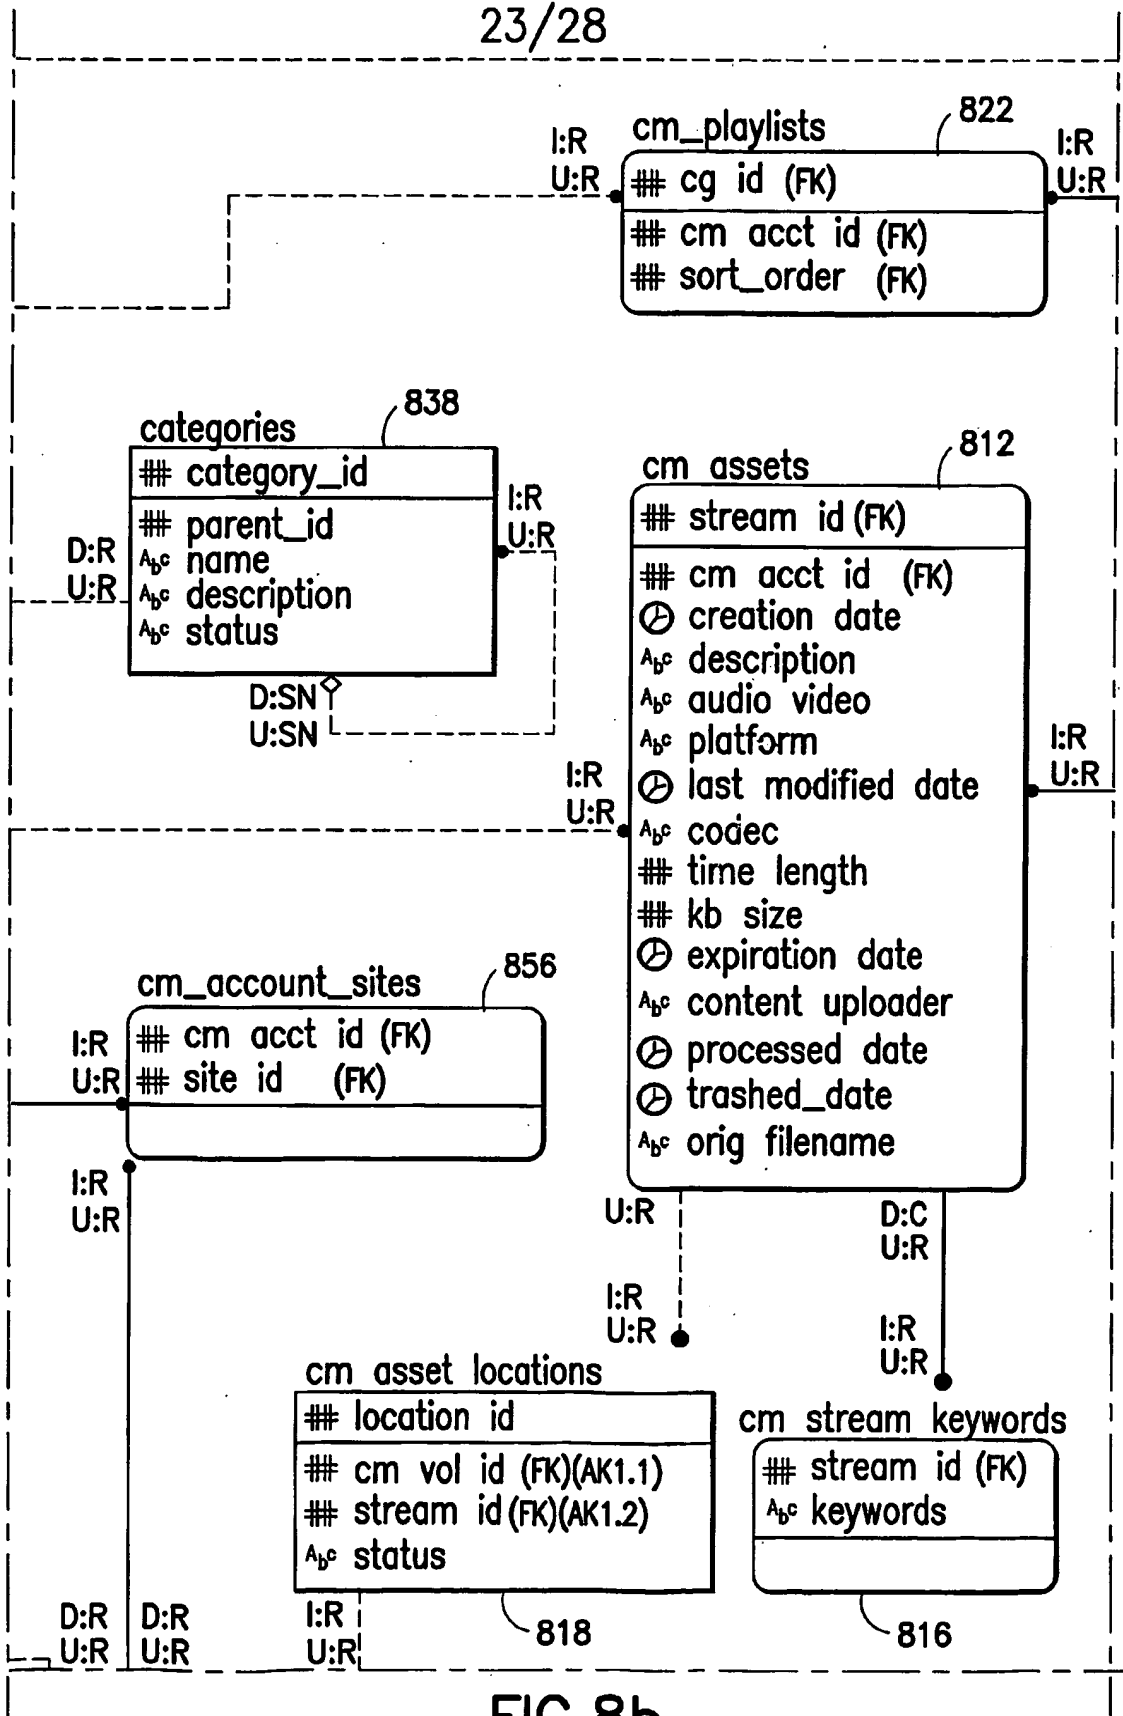 23/28
822
cm_playlists
I:R
U:R
I:R
U:R
## cg id (FK)
## cm acct id (FK)
## sort_order (FK)
838
categories
## category_id
## parent_id
Abc name
Abc description
Abc status
D:R
U:R
I:R
U:R
D:SN
U:SN
812
cm assets
## stream id (FK)
## cm acct id (FK)
creation date
Abc description
Abc audio video
Abc platform
last modified date
Abc codec
## time length
## kb size
expiration date
Abc content uploader
processed date
trashed_date
Abc orig filename
I:R
U:R
I:R
U:R
856
cm_account_sites
## cm acct id (FK)
## site id (FK)
I:R
U:R
I:R
U:R
U:R
I:R
U:R
D:C
U:R
I:R
U:R
cm asset locations
## location id
## cm vol id (FK)(AK1.1)
## stream id (FK)(AK1.2)
Abc status
818
cm stream keywords
## stream id (FK)
Abc keywords
816
D:R
U:R
D:R
U:R
I:R
U:R
FIG. 8b